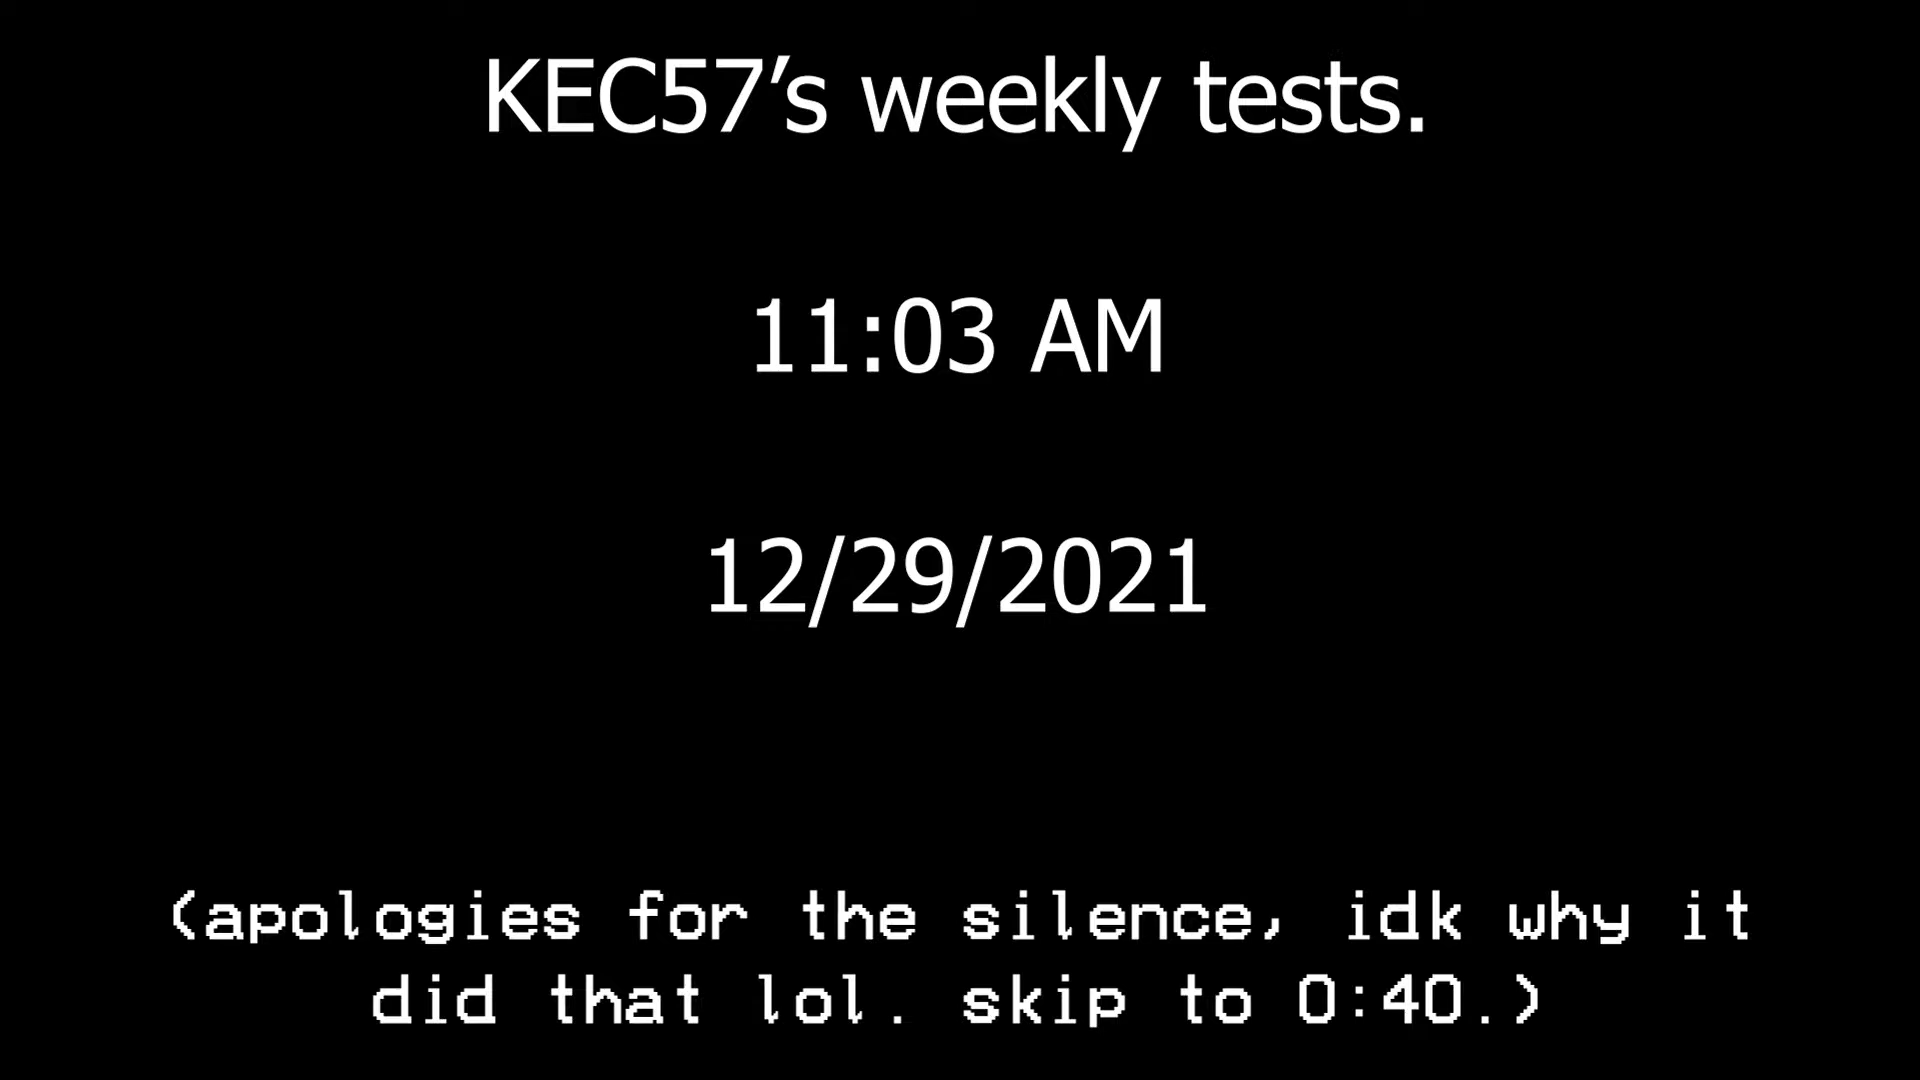 KEC57’s weekly tests.
11:03 AM
12/29/2021
(apologies for the silence, idk why it
did that lol. skip to 0:40.)